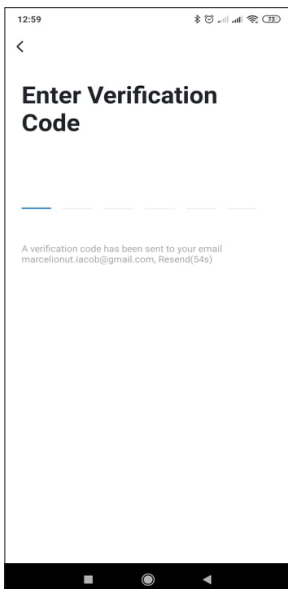 12:59
73
Enter Verification
Code
A verification code has been sent to your email
marcelionut.iacob@gmail.com, Resend(54s)